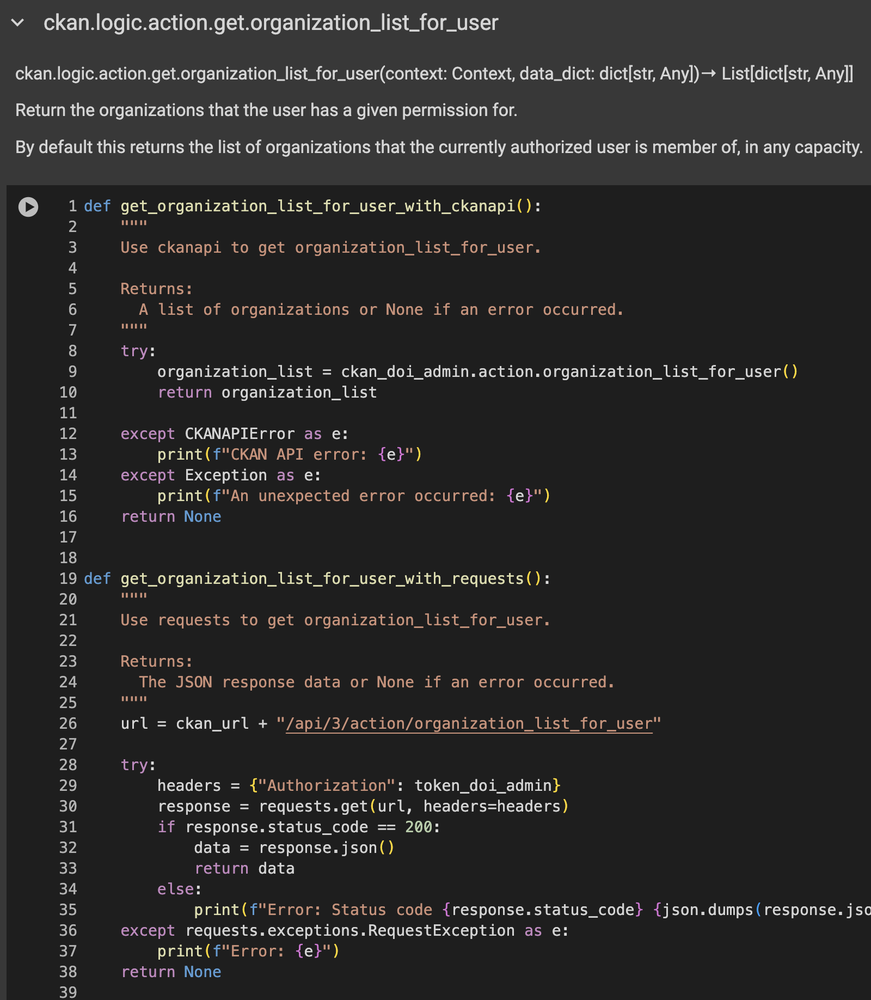 ckan.logic.action.get.organization_list_for_user
ckan.logic.action.get.organization_list_for_user(context: Context, data_dict: dict[str, Any])→ List[dict[str, Any]]
Return the organizations that the user has a given permission for.
By default this returns the list of organizations that the currently authorized user is member of, in any capacity.
1 def get_organization_list_for_user_with_ckanapi():
2     """
3     Use ckanapi to get organization_list_for_user.
4
5     Returns:
6       A list of organizations or None if an error occurred.
7     """
8     try:
9         organization_list = ckan_doi_admin.action.organization_list_for_user()
10         return organization_list
11
12     except CKANAPIError as e:
13         print(f"CKAN API error: {e}")
14     except Exception as e:
15         print(f"An unexpected error occurred: {e}")
16     return None
17
18
19 def get_organization_list_for_user_with_requests():
20     """
21     Use requests to get organization_list_for_user.
22
23     Returns:
24       The JSON response data or None if an error occurred.
25     """
26     url = ckan_url + "/api/3/action/organization_list_for_user"
27
28     try:
29         headers = {"Authorization": token_doi_admin}
30         response = requests.get(url, headers=headers)
31         if response.status_code == 200:
32             data = response.json()
33             return data
34         else:
35             print(f"Error: Status code {response.status_code} {json.dumps(response.jso
36     except requests.exceptions.RequestException as e:
37         print(f"Error: {e}")
38     return None
39